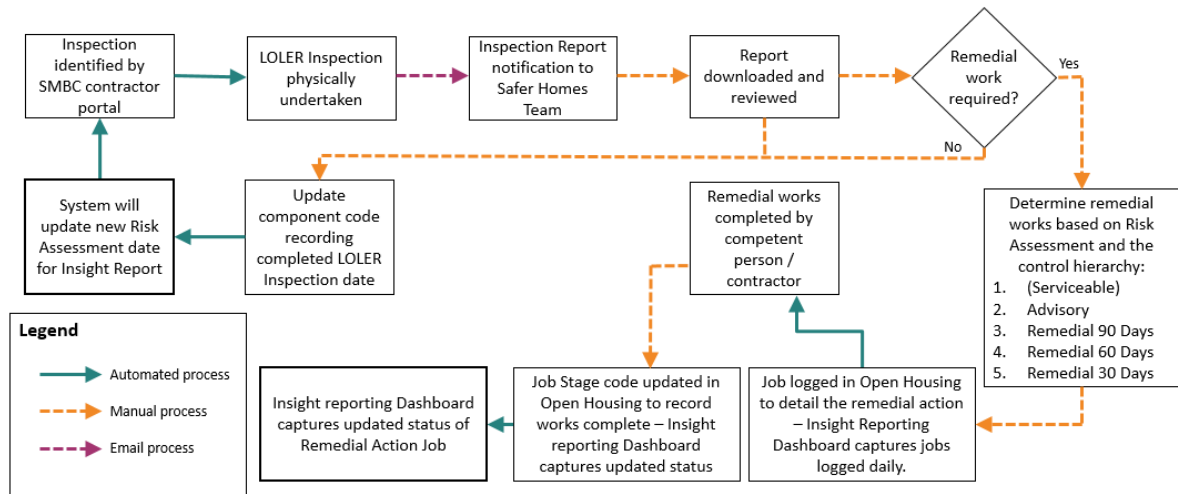 Inspection
identified by
SMBC contractor
portal
LOLER Inspection
physically
undertaken
Inspection Report
notification to
Safer Homes
Team
Report
downloaded and
reviewed
Remedial
work
required?
Yes
No
System will
update new Risk
Assessment date
for Insight Report
Update
component code
recording
completed LOLER
Inspection date
Remedial works
completed by
competent
person /
contractor
Determine remedial
works based on Risk
Assessment and the
control hierarchy:
1. (Serviceable)
2. Advisory
3. Remedial 90 Days
4. Remedial 60 Days
5. Remedial 30 Days
Legend
Automated process
Manual process
Email process
Insight reporting Dashboard
captures updated status of
Remedial Action Job
Job Stage code updated in
Open Housing to record
works complete – Insight
reporting Dashboard
captures updated status
Job logged in Open Housing
to detail the remedial action
– Insight Reporting
Dashboard captures jobs
logged daily.